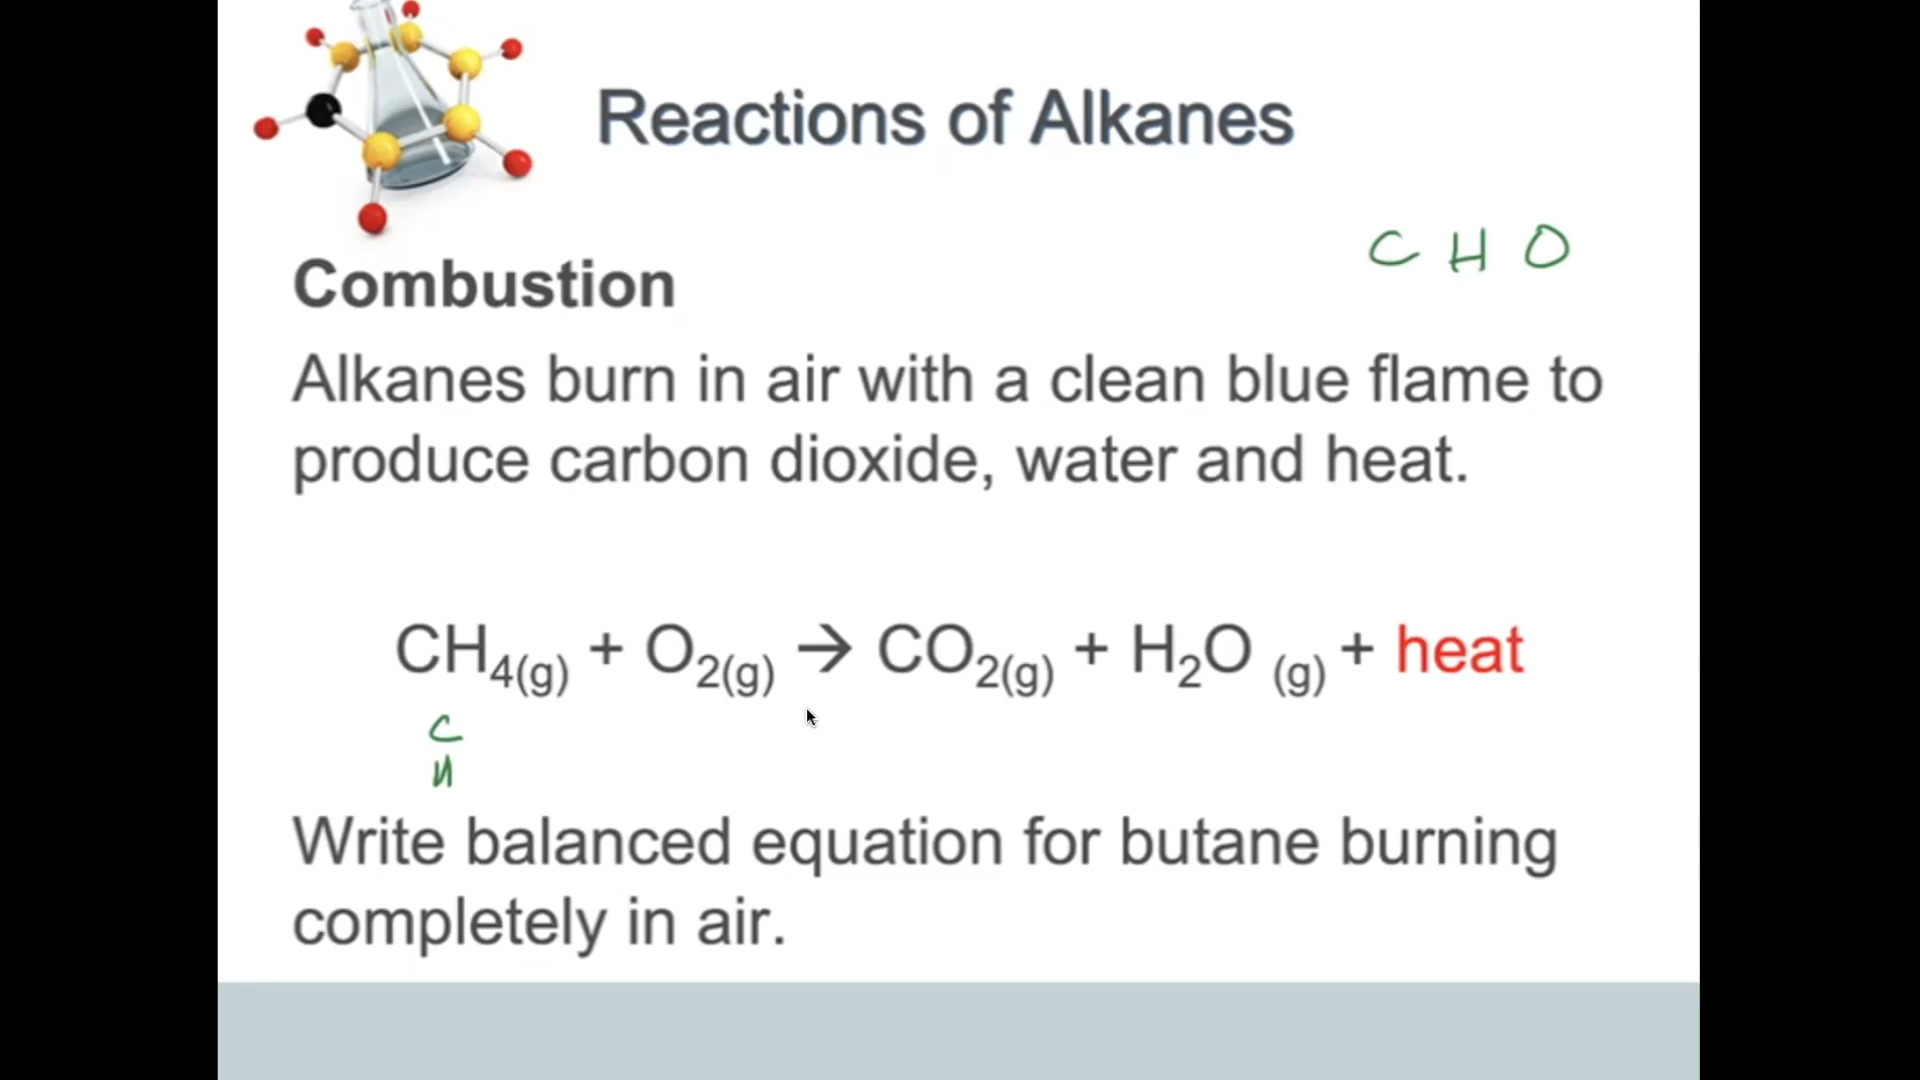 Reactions of Alkanes
C H O
Combustion
Alkanes burn in air with a clean blue flame to
produce carbon dioxide, water and heat.
CH₄(g) + O₂(g) → CO₂(g) + H₂O (g) + heat
C
H
Write balanced equation for butane burning
completely in air.